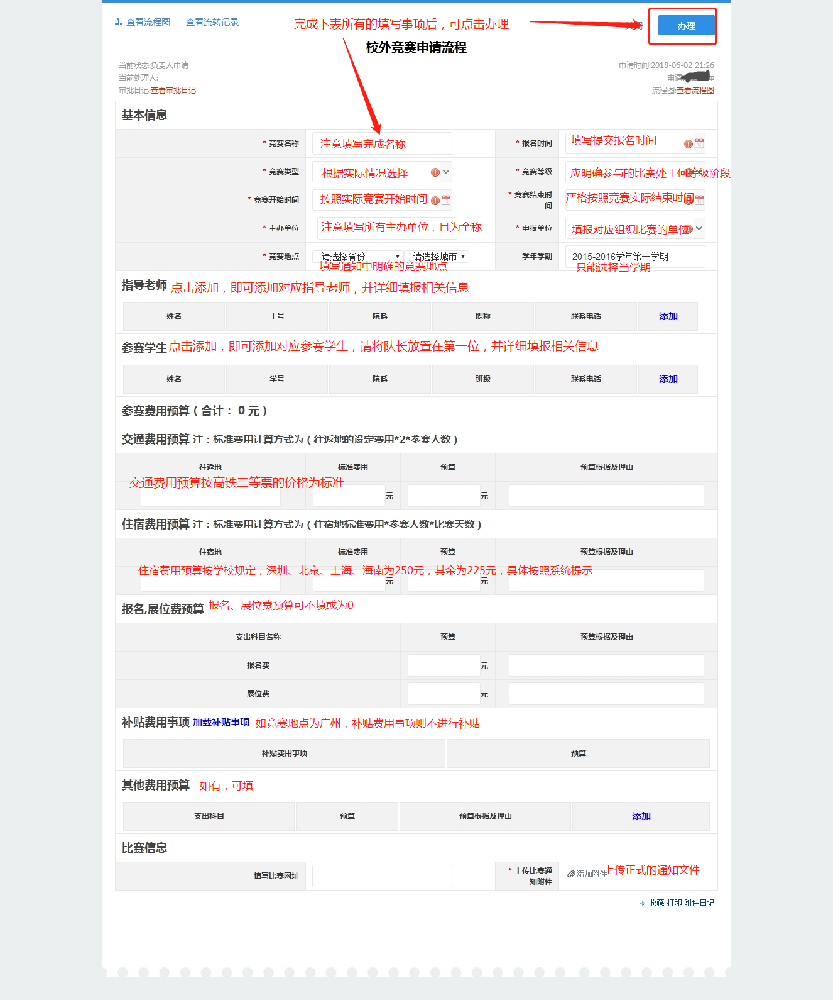 查看流程图 查看流转记录
完成下表所有的填写事项后，可点击办理
办理
校外竞赛申请流程
当前状态:负责人申请
申请时间:2018-06-02 21:26
当前处理人:
申请 萍
审批日记:查看审批日记
流程图:查看流程图
基本信息
* 竞赛名称 注意填写完成名称 * 报名时间 填写提交报名时间
* 竞赛类型 根据实际情况选择 * 竞赛等级 应明确参与的比赛处于何等级阶段
* 竞赛开始时间 按照实际竞赛开始时间 * 竞赛结束时间 严格按照竞赛实际结束时间
* 主办单位 注意填写所有主办单位，且为全称 * 申报单位 填报对应组织比赛的单位
* 竞赛地点 请选择省份 请选择城市 学年学期 2015-2016学年第一学期
填写通知中明确的竞赛地点 只能选择当学期
指导老师 点击添加，即可添加对应指导老师，并详细填报相关信息
姓名 工号 院系 职称 联系电话 添加
参赛学生 点击添加，即可添加对应参赛学生，请将队长放置在第一位，并详细填报相关信息
姓名 学号 院系 班级 联系电话 添加
参赛费用预算 ( 合计： 0 元 )
交通费用预算 注：标准费用计算方式为 ( 往返地的设定费用*2*参赛人数 )
往返地 标准费用 预算 预算根据及理由
交通费用预算按高铁二等票的价格为标准
元 元
住宿费用预算 注：标准费用计算方式为 ( 住宿地标准费用*参赛人数*比赛天数 )
住宿地 标准费用 预算 预算根据及理由
住宿费用预算按学校规定，深圳、北京、上海、海南为250元，其余为225元，具体按照系统提示
元 元
报名,展位费预算 报名、展位费预算可不填或为0
支出科目名称 预算 预算根据及理由
报名费 元
展位费 元
补贴费用事项 加载补贴事项 如竞赛地点为广州，补贴费用事项则不进行补贴
补贴费用事项 预算
其他费用预算 如有，可填
支出科目 预算 预算根据及理由 添加
比赛信息
填写比赛网址 * 上传比赛通知附件 添加附件 上传正式的通知文件
收藏 打印 附件日记